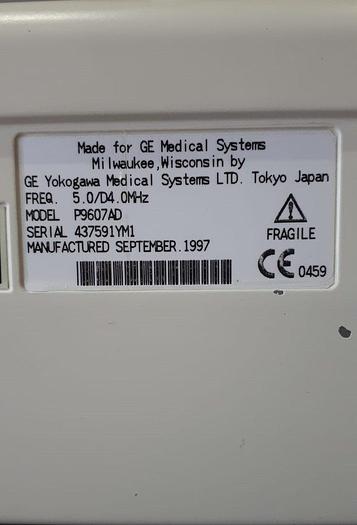 Made for GE Medical Systems
Milwaukee,Wisconsin by
GE Yokogawa Medical Systems LTD. Tokyo Japan
FREQ. 5.0/D4.0MHz
MODEL P9607AD
SERIAL 437591YM1
MANUFACTURED SEPTEMBER.1997
FRAGILE
CE 0459